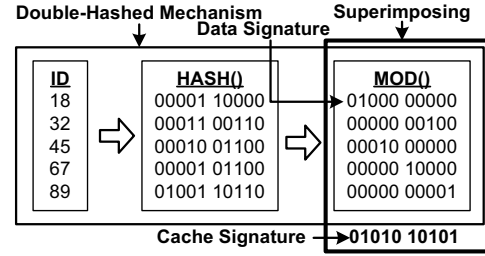 Double-Hashed Mechanism Superimposing
Data Signature
ID HASH() MOD()
18 00001 10000 01000 00000
32 00011 00110 00000 00100
45 00010 01100 00010 00000
67 00001 01100 00000 10000
89 01001 10110 00000 00001
Cache Signature 01010 10101